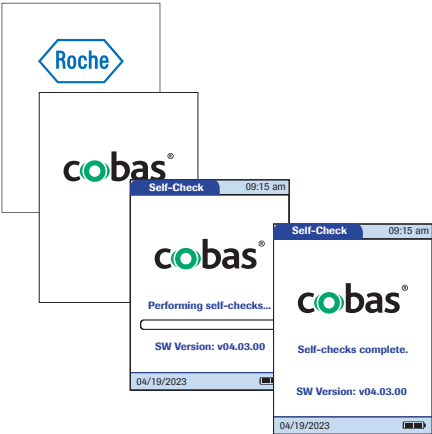 Roche
cobas®
Self-Check 09:15 am
cobas®
Performing self-checks...
SW Version: v04.03.00
04/19/2023
Self-Check 09:15 am
cobas®
Self-checks complete.
SW Version: v04.03.00
04/19/2023